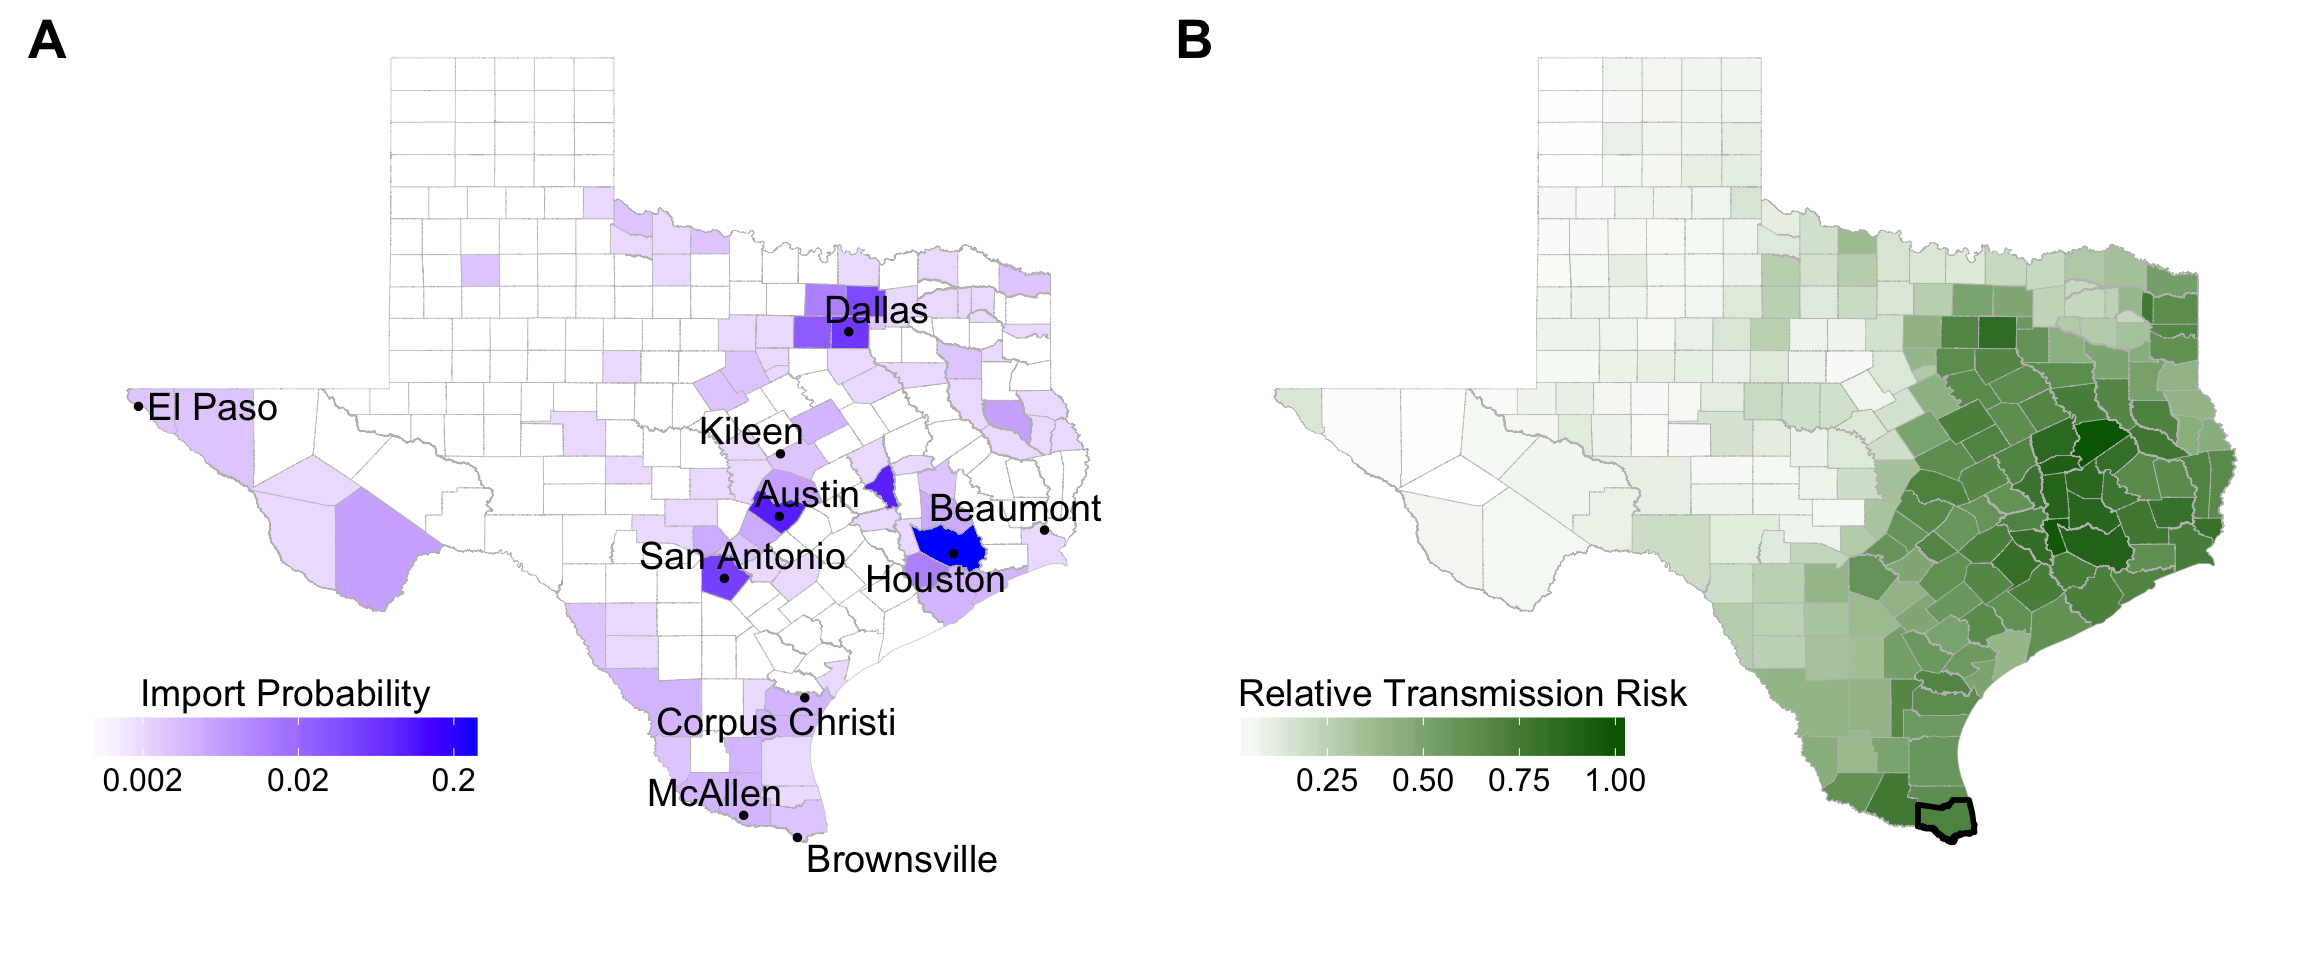 A
B
Dallas
El Paso
Kileen
Austin
Beaumont
San Antonio
Houston
Import Probability
0.002 0.02 0.2
Corpus Christi
McAllen
Brownsville
Relative Transmission Risk
0.25 0.50 0.75 1.00